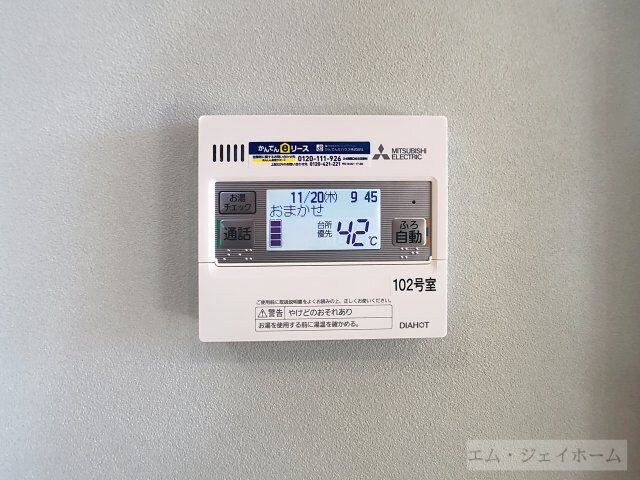 かんでんeリース
0120-111-926
0120-421-221
MITSUBISHI
ELECTRIC
お湯
チェック
11/20(木) 9 45
おまかせ
通話
台所
優先
42℃
ふろ
自動
102号室
ご使用前に取扱説明書をよくお読みの上、正しくお使いください。
⚠警告 やけどのおそれあり
お湯を使用する前に湯温を確かめる。
DIAHOT
エム・ジェイホーム